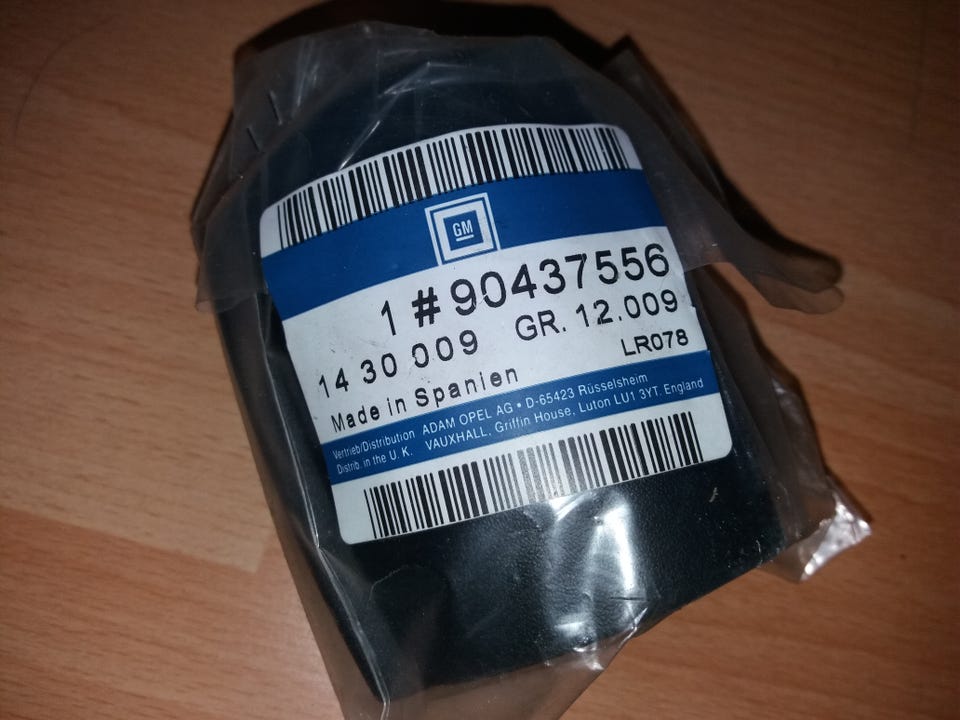 GM
1 # 90437556
14 30 009 GR. 12.009
Made in Spanien LR078
Vertrieb/Distribution ADAM OPEL AG • D-65423 Rüsselsheim
Distrib. in the U. K. VAUXHALL, Griffin House, Luton LU1 3YT. England